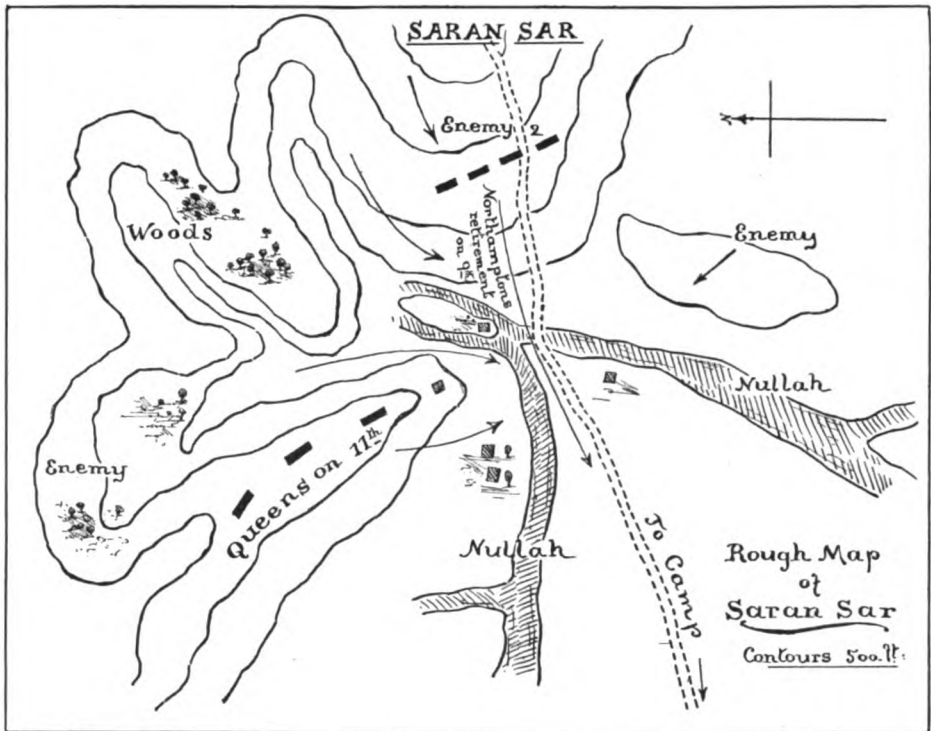 SARAN SAR
Enemy 2
N
Northamptons
retirement
on 9th
Woods
Enemy
Nullah
Enemy
Queens on 11th
Nullah
To Camp
Rough Map
of
Saran Sar
Contours 500.ft.